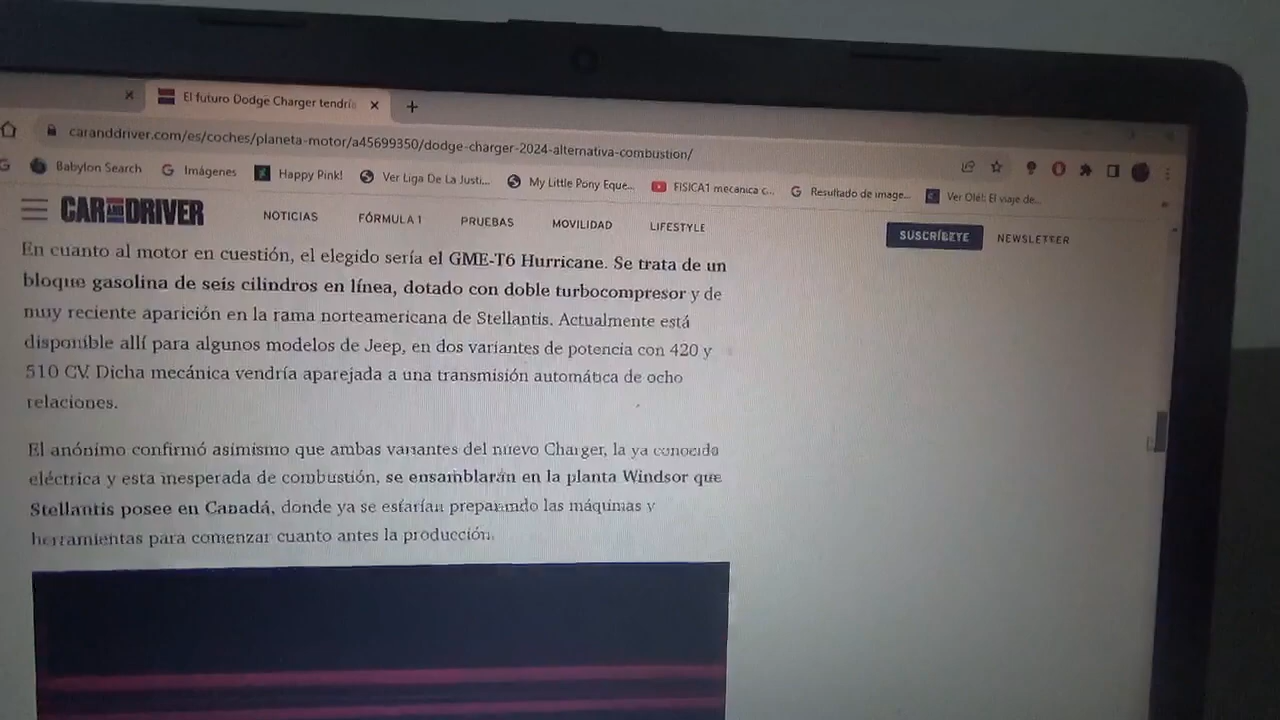 El futuro Dodge Charger tendría
caranddriver.com/es/coches/planeta-motor/a45699350/dodge-charger-2024-alternativa-combustion/
Babylon Search
Imágenes
Happy Pink!
Ver Liga De La Justi...
My Little Pony Eque...
FISICA1 mecanica c...
Resultado de image...
Ver Olé!: El viaje de...
CAR AND DRIVER
NOTICIAS
FÓRMULA 1
PRUEBAS
MOVILIDAD
LIFESTYLE
SUSCRÍBETE
NEWSLETTER
En cuanto al motor en cuestión, el elegido sería el GME-T6 Hurricane. Se trata de un
bloque gasolina de seis cilindros en línea, dotado con doble turbocompresor y de
muy reciente aparición en la rama norteamericana de Stellantis. Actualmente está
disponible allí para algunos modelos de Jeep, en dos variantes de potencia con 420 y
510 CV. Dicha mecánica vendría aparejada a una transmisión automática de ocho
relaciones.
El anónimo confirmó asimismo que ambas variantes del nuevo Charger, la ya conocida
eléctrica y esta inesperada de combustión, se ensamblarán en la planta Windsor que
Stellantis posee en Canadá, donde ya se estarían preparando las máquinas y
herramientas para comenzar cuanto antes la producción.